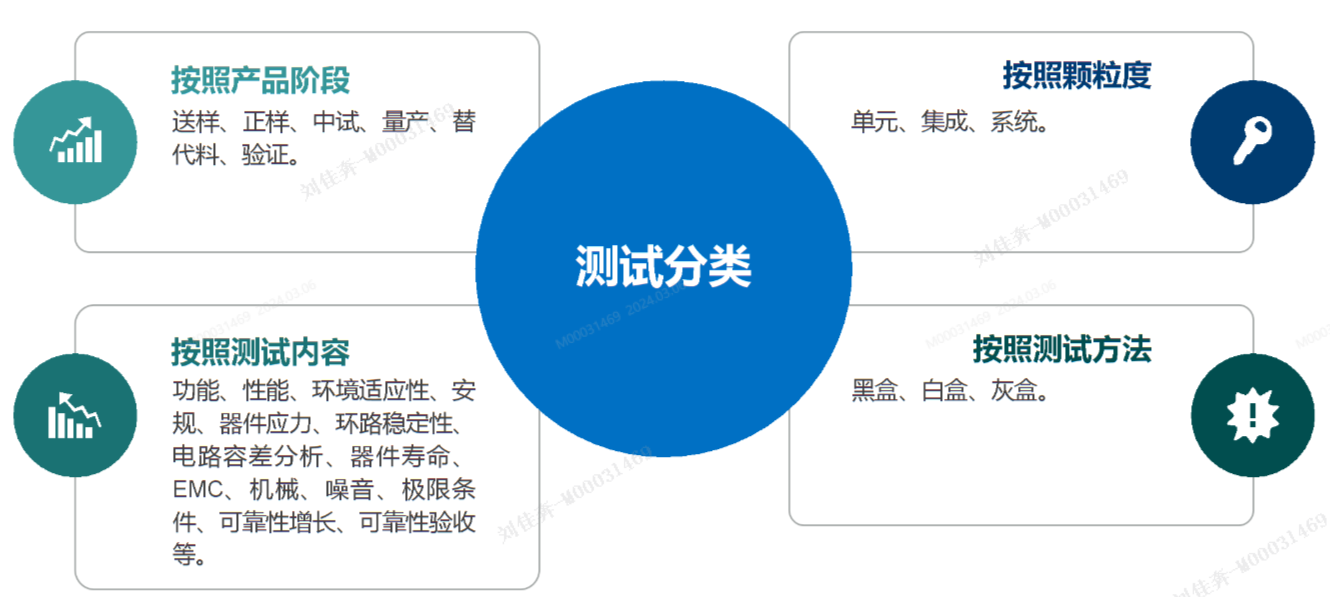 按照产品阶段
送样、正样、中试、量产、替
代料、验证。
按照颗粒度
单元、集成、系统。
测试分类
按照测试内容
功能、性能、环境适应性、安
规、器件应力、环路稳定性、
电路容差分析、器件寿命、
EMC、机械、噪音、极限条
件、可靠性增长、可靠性验收
等。
按照测试方法
黑盒、白盒、灰盒。
刘佳奔-M00031469
刘佳奔-M00031469
M00031469 2024.03.06
M00031469 2024.03.06
M00031469 2024.03.06
刘佳奔-M00031469
刘佳奔-M00031469